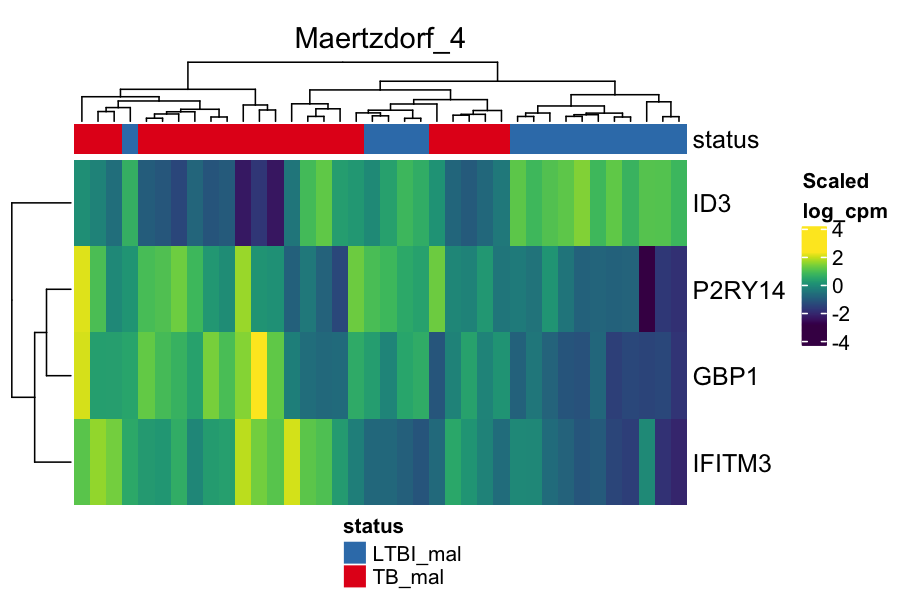 Maertzdorf_4
status
ID3
P2RY14
GBP1
IFITM3
Scaled
log_cpm
4
2
0
-2
-4
status
LTBI_mal
TB_mal